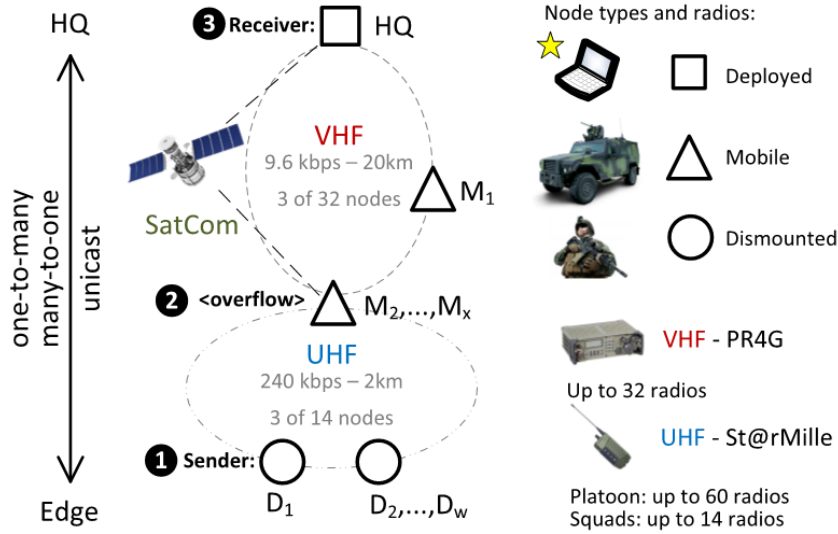 HQ
one-to-many
many-to-one
unicast
Edge
3 Receiver: HQ
VHF
9.6 kbps – 20km
3 of 32 nodes
M1
SatCom
2 <overflow> M2,...,Mx
UHF
240 kbps – 2km
3 of 14 nodes
1 Sender:
D1
D2,...,Dw
Node types and radios:
Deployed
Mobile
Dismounted
VHF - PR4G
Up to 32 radios
UHF - St@rMille
Platoon: up to 60 radios
Squads: up to 14 radios